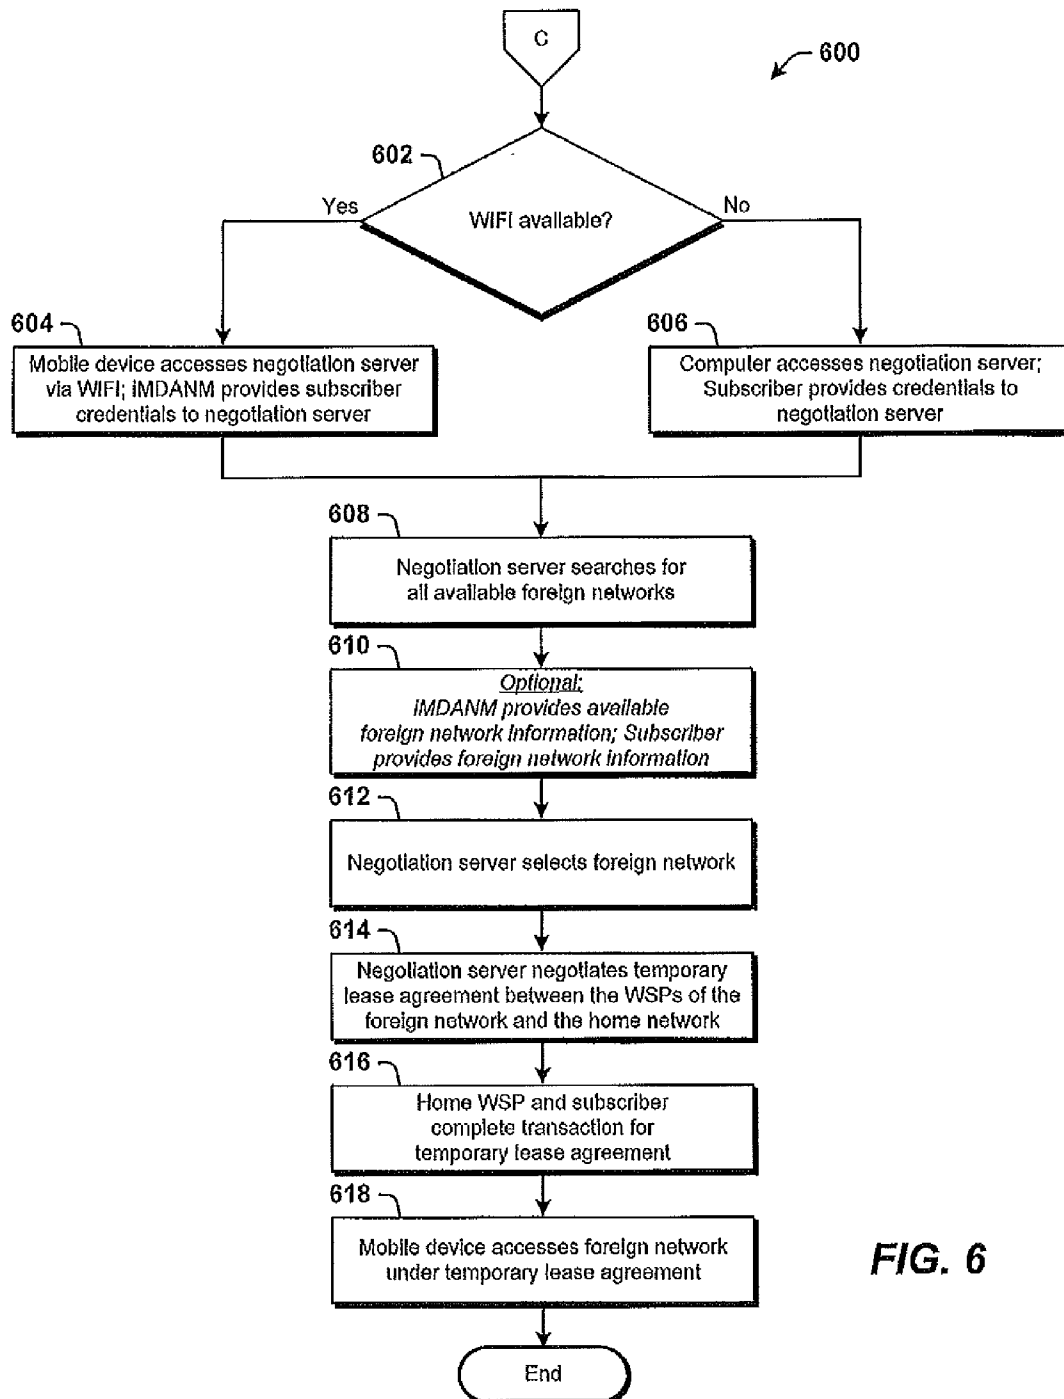 C
600
602
Yes
WIFI available?
No
604
Mobile device accesses negotiation server
via WIFI; iMDANM provides subscriber
credentials to negotiation server
606
Computer accesses negotiation server;
Subscriber provides credentials to
negotiation server
608
Negotiation server searches for
all available foreign networks
610
Optional:
iMDANM provides available
foreign network information; Subscriber
provides foreign network information
612
Negotiation server selects foreign network
614
Negotiation server negotiates temporary
lease agreement between the WSPs of the
foreign network and the home network
616
Home WSP and subscriber
complete transaction for
temporary lease agreement
618
Mobile device accesses foreign network
under temporary lease agreement
FIG. 6
End